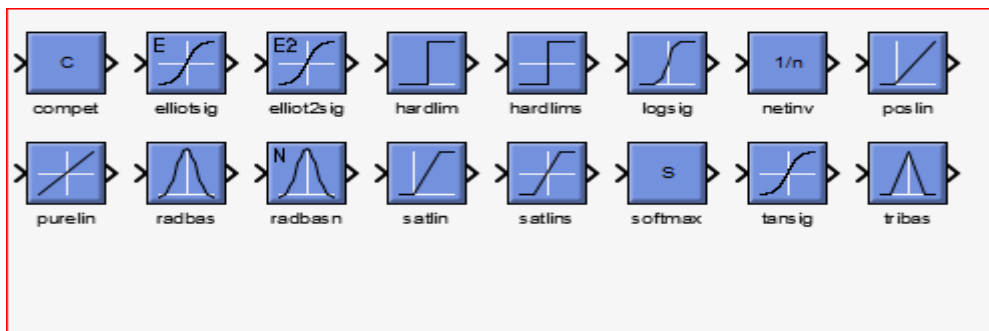 C E E2 1/n
compet elliotsig elliot2sig hardlim hardlims logsig netinv poslin
N S
purelin radbas radbasn satlin satlins softmax tansig tribas